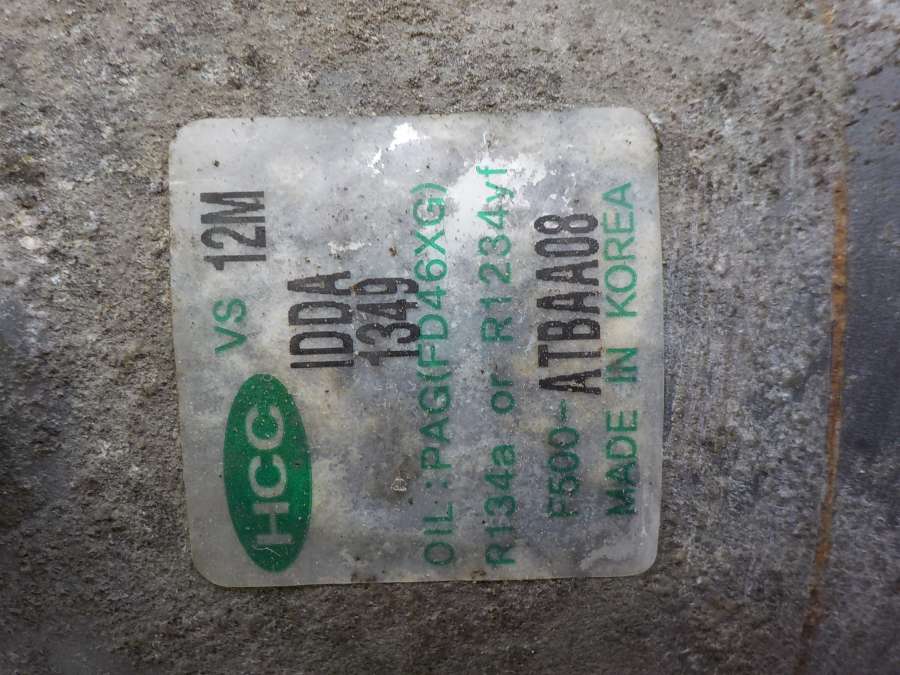 HCC VS 12M
IDDA
1349
OIL : PAG(FD46XG)
R134a or R1234yf
F500-ATBAA08
MADE IN KOREA